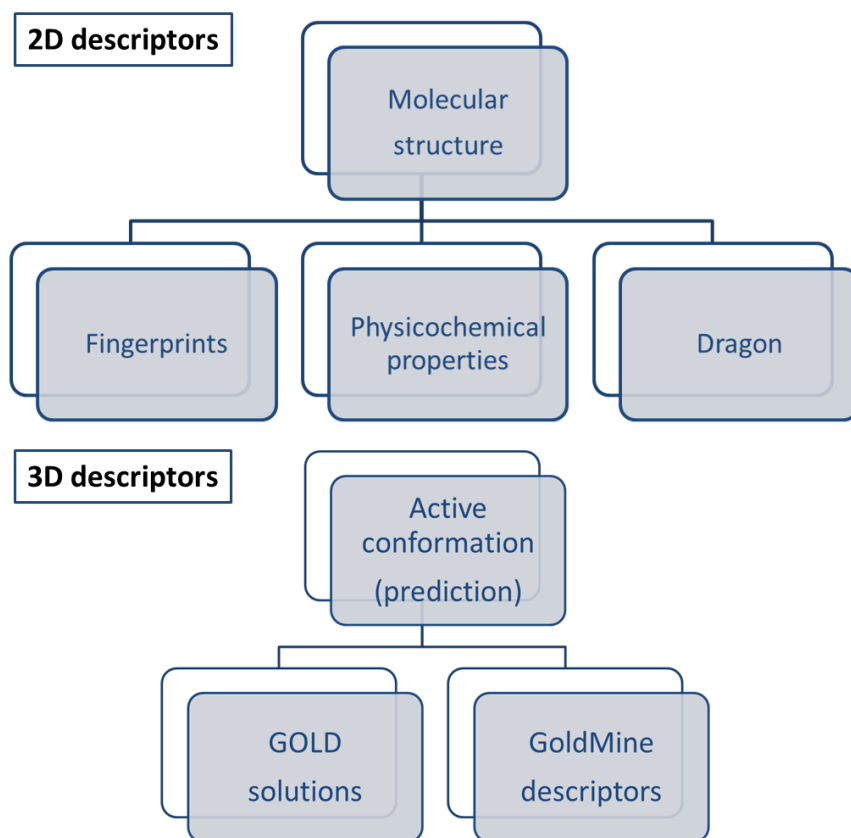 2D descriptors
Molecular
structure
Fingerprints
Physicochemical
properties
Dragon
3D descriptors
Active
conformation
(prediction)
GOLD
solutions
GoldMine
descriptors